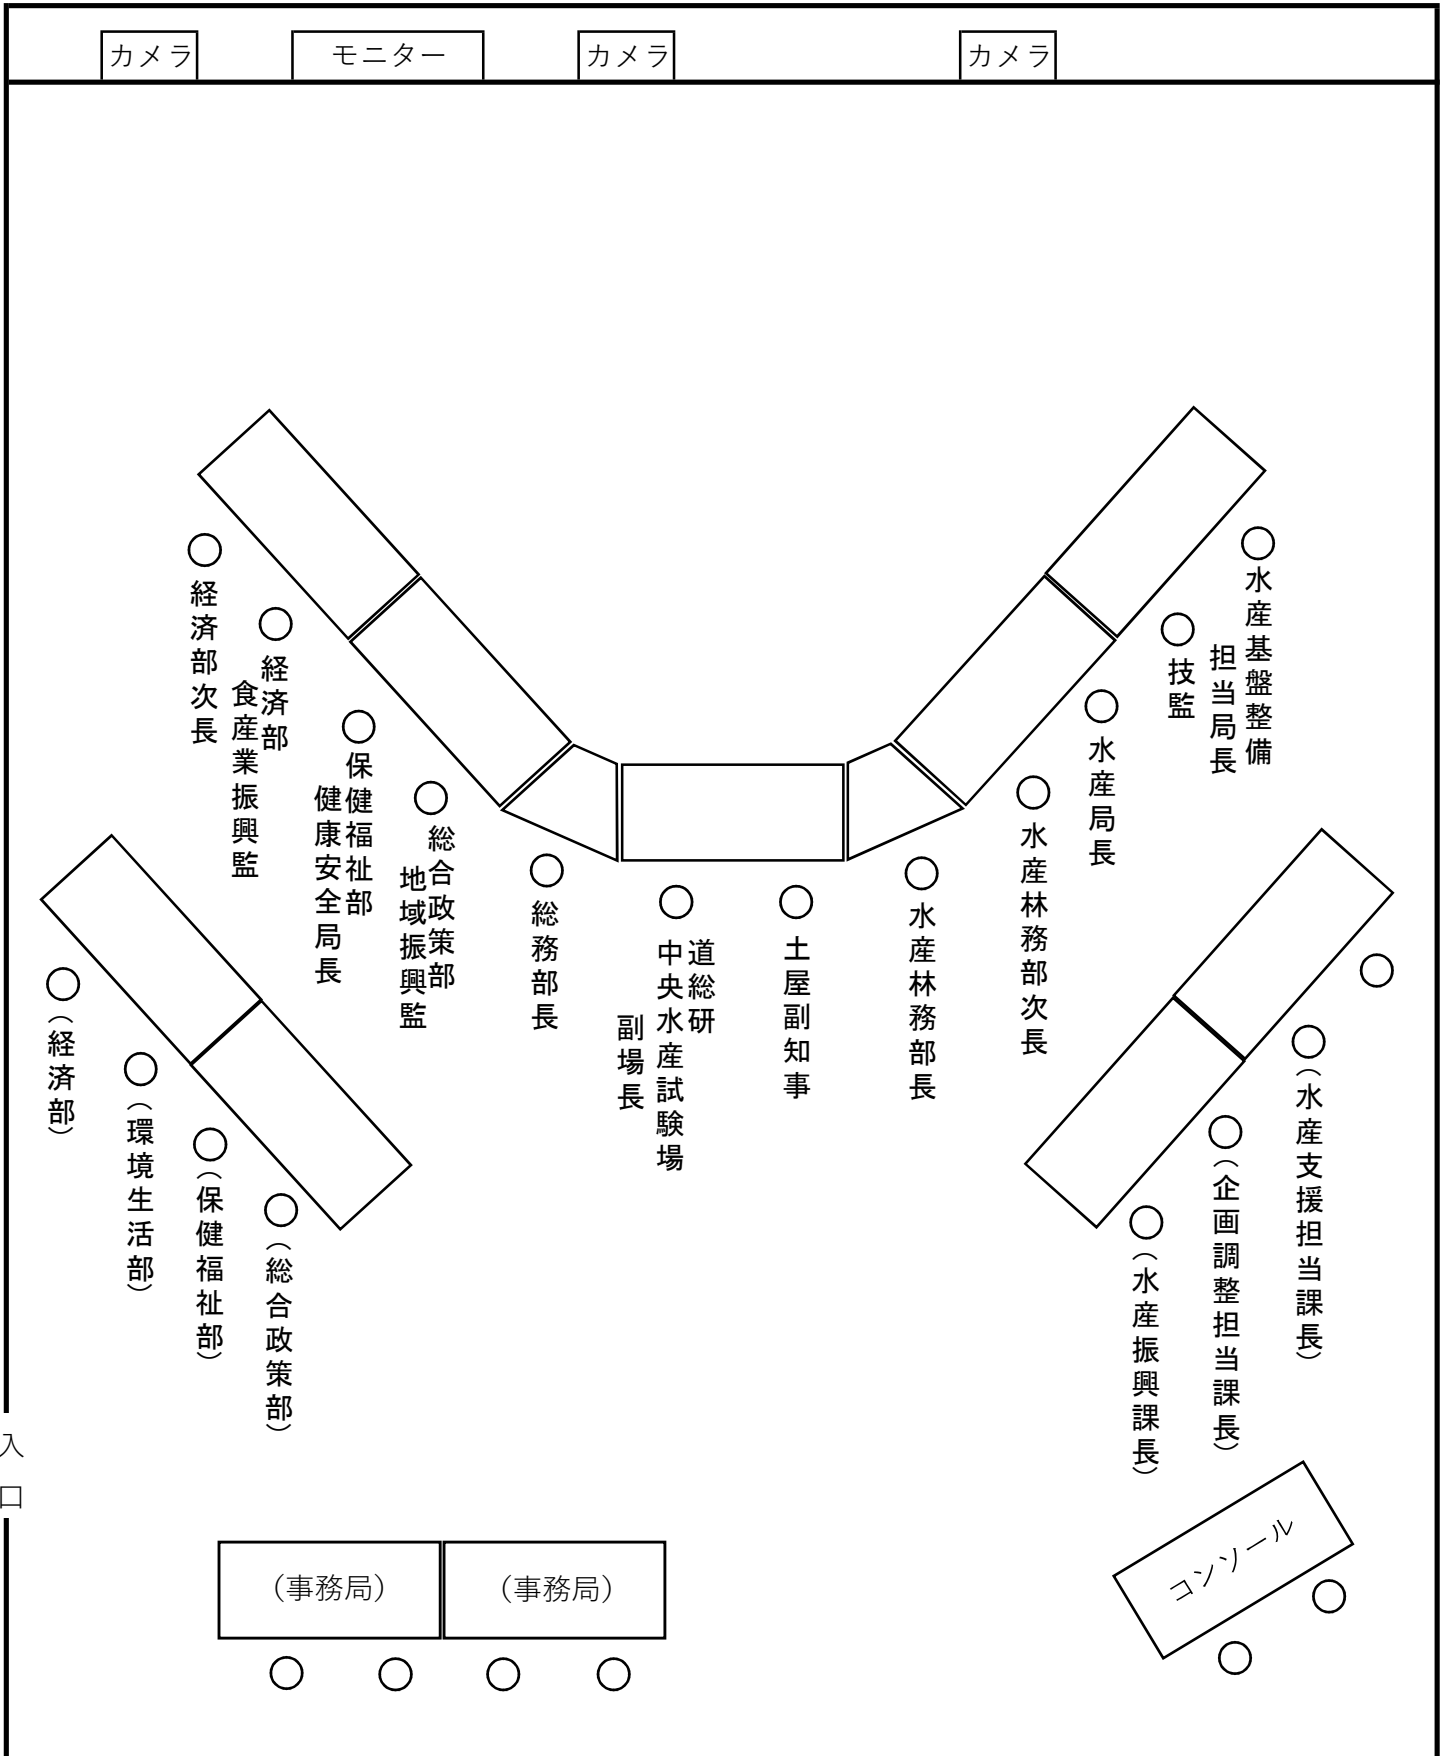 カメラ
モニター
カメラ
カメラ
経済部次長
経済部
食産業振興監
保健福祉部
健康安全局長
総合政策部
地域振興監
総務部長
道総研
中央水産試験場
副場長
土屋副知事
水産林務部長
水産林務部次長
水産局長
技監
水産基盤整備
担当局長
（経済部）
（環境生活部）
（保健福祉部）
（総合政策部）
（水産振興課長）
（企画調整担当課長）
（水産支援担当課長）
入口
（事務局）
（事務局）
コンソール